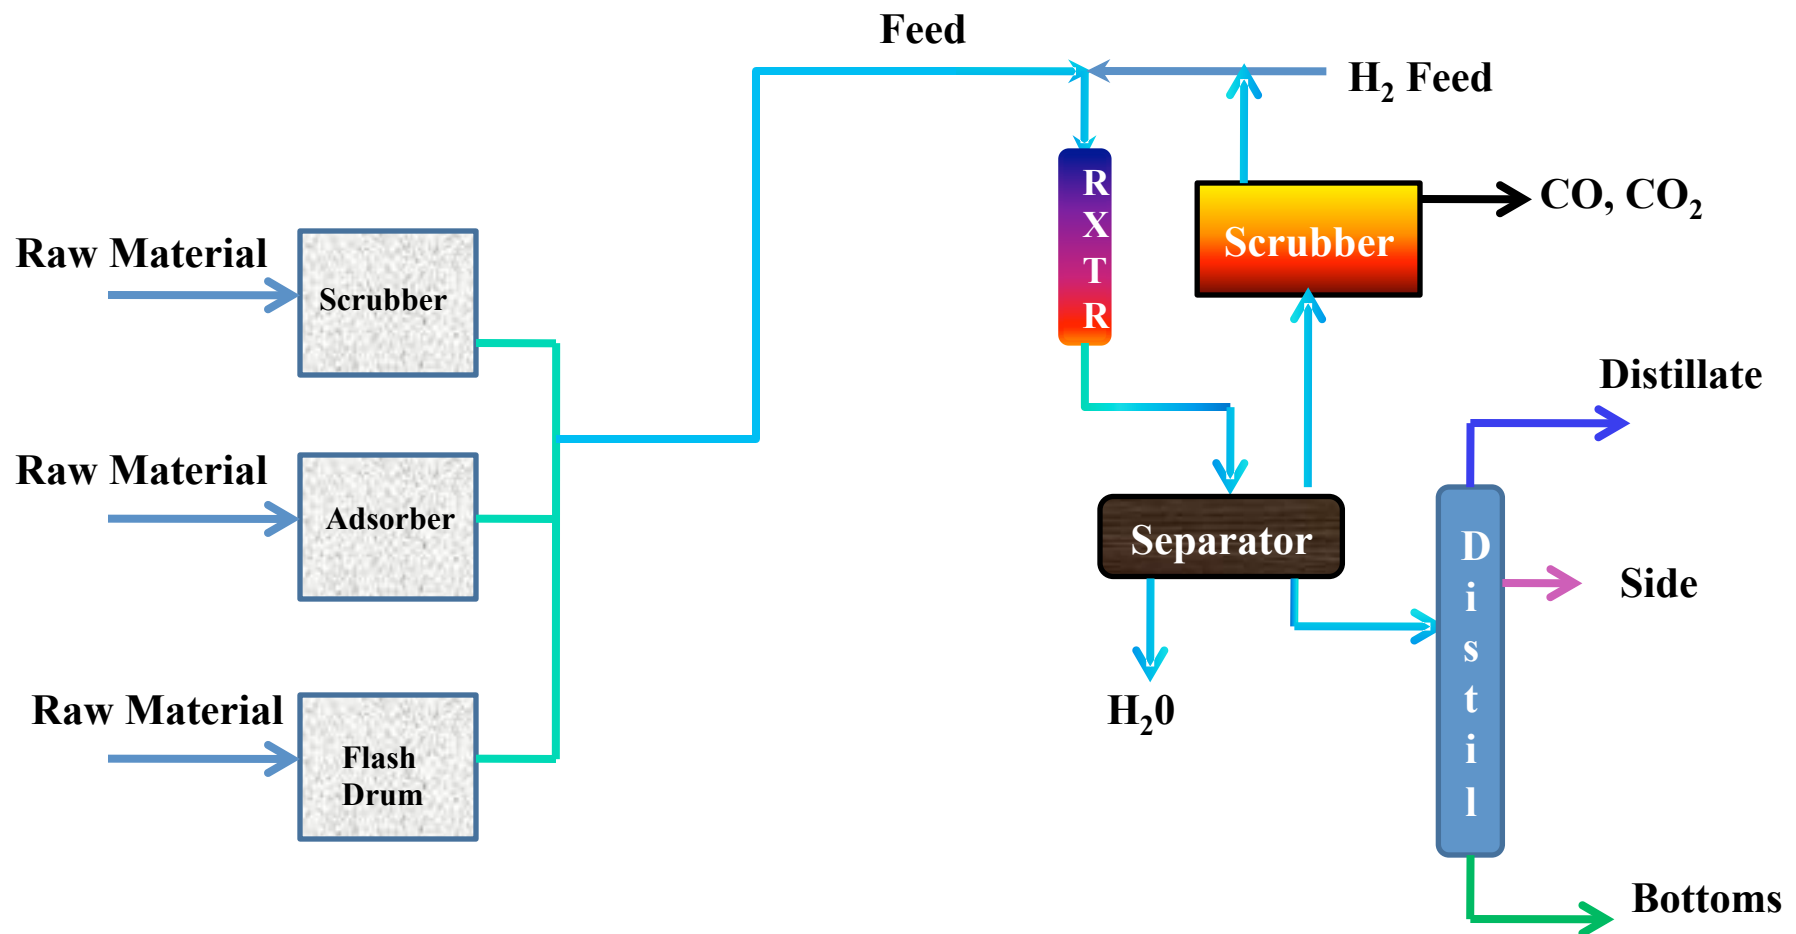 Feed
H₂ Feed
R
X
T
R
Scrubber
CO, CO₂
Raw Material
Scrubber
Distillate
Raw Material
Adsorber
Separator
D
i
s
t
i
l
Side
Raw Material
Flash
Drum
H₂0
Bottoms